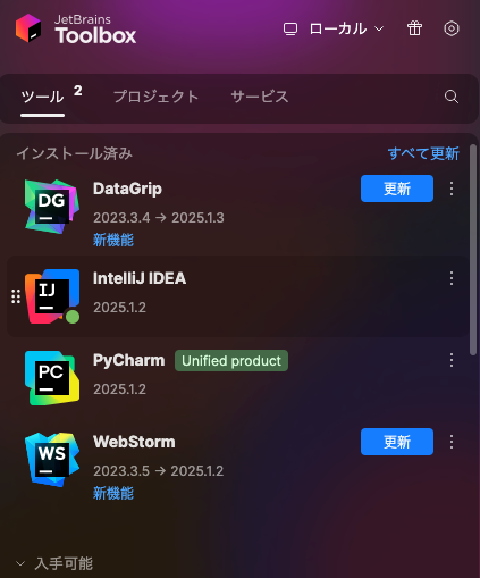 JetBrains
Toolbox
ローカル
ツール 2 プロジェクト サービス
インストール済み すべて更新
DG
DataGrip 更新
2023.3.4 → 2025.1.3
新機能
IJ
IntelliJ IDEA
2025.1.2
PC
PyCharm Unified product
2025.1.2
WS
WebStorm 更新
2023.3.5 → 2025.1.2
新機能
入手可能